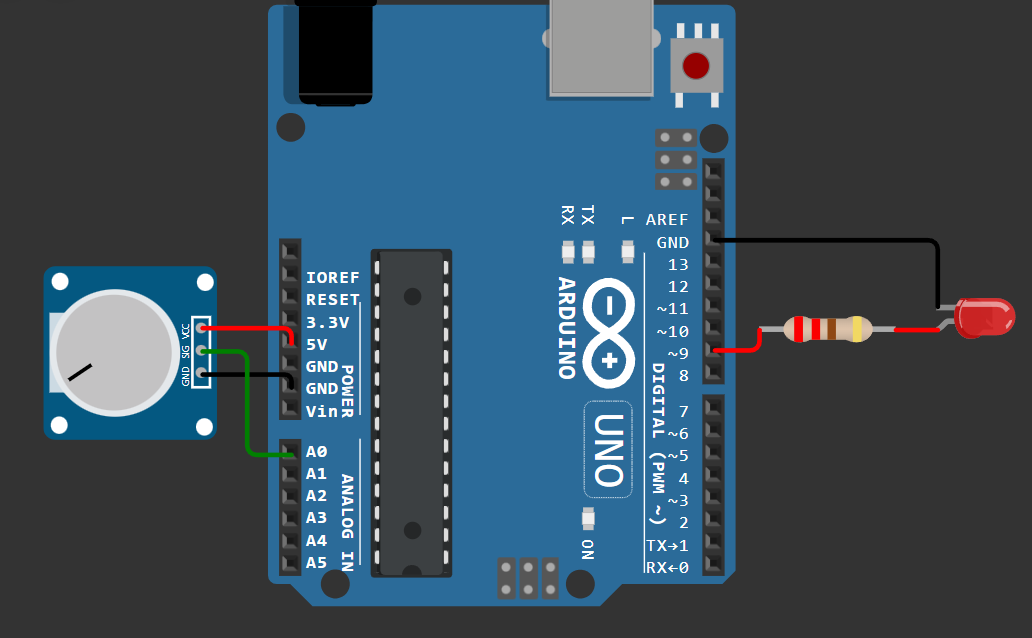 RX
TX
L
AREF
GND
13
12
~11
~10
~9
8
7
~6
~5
4
~3
2
TX→1
RX←0
DIGITAL (PWM ~)
ARDUINO
UNO
ON
IOREF
RESET
3.3V
5V
GND
GND
Vin
POWER
A0
A1
A2
A3
A4
A5
ANALOG IN
VCC
SIG
GND